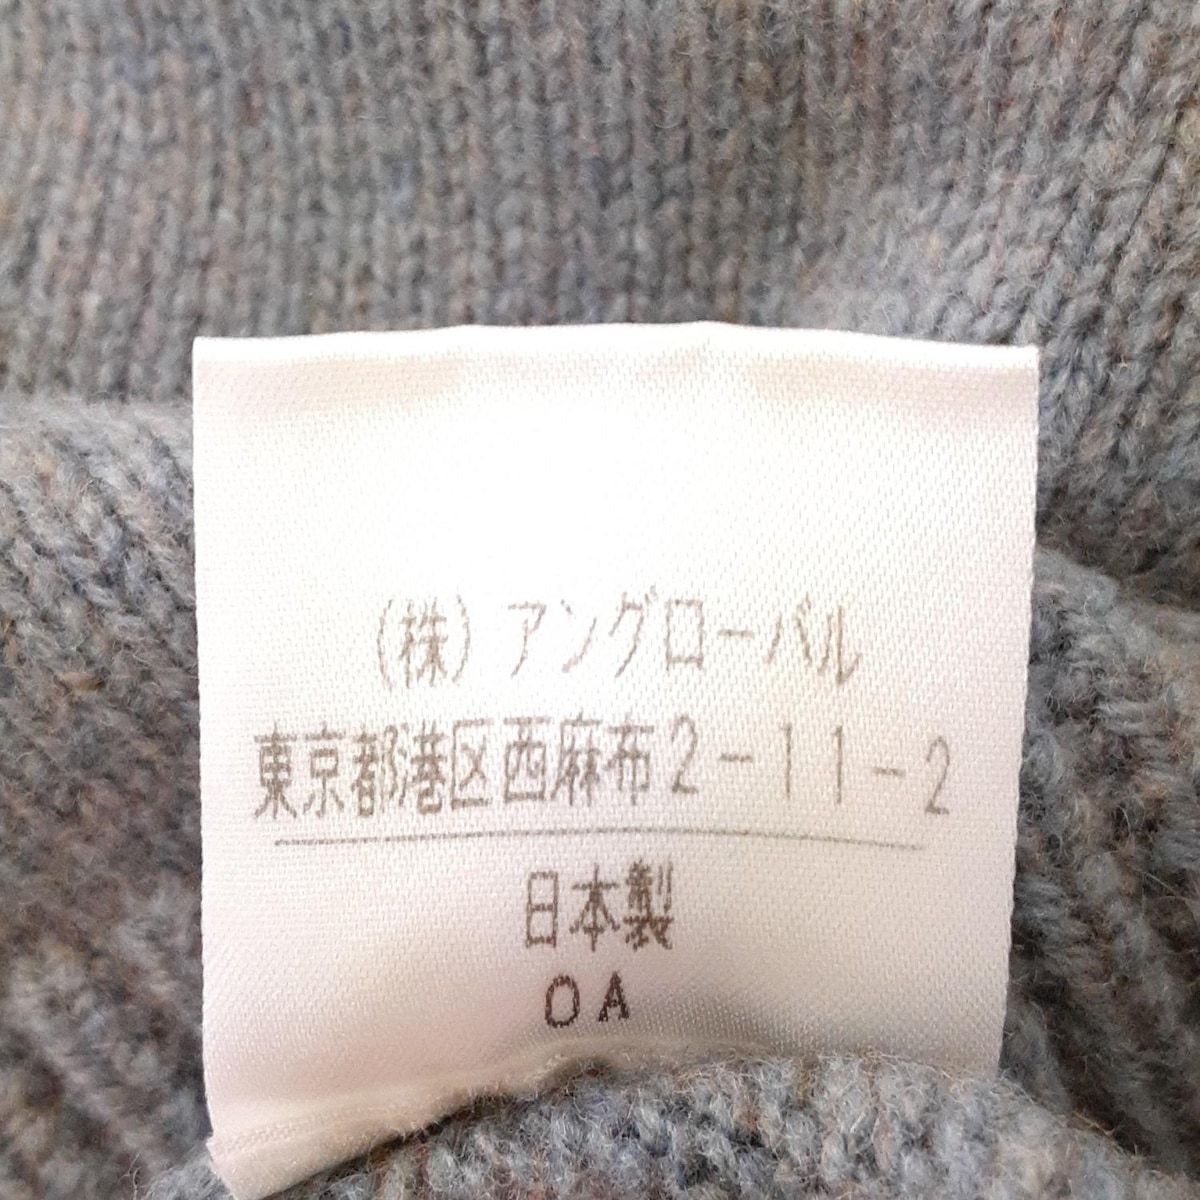 (株)アングローバル
東京都港区西麻布2-11-2
日本製
OA